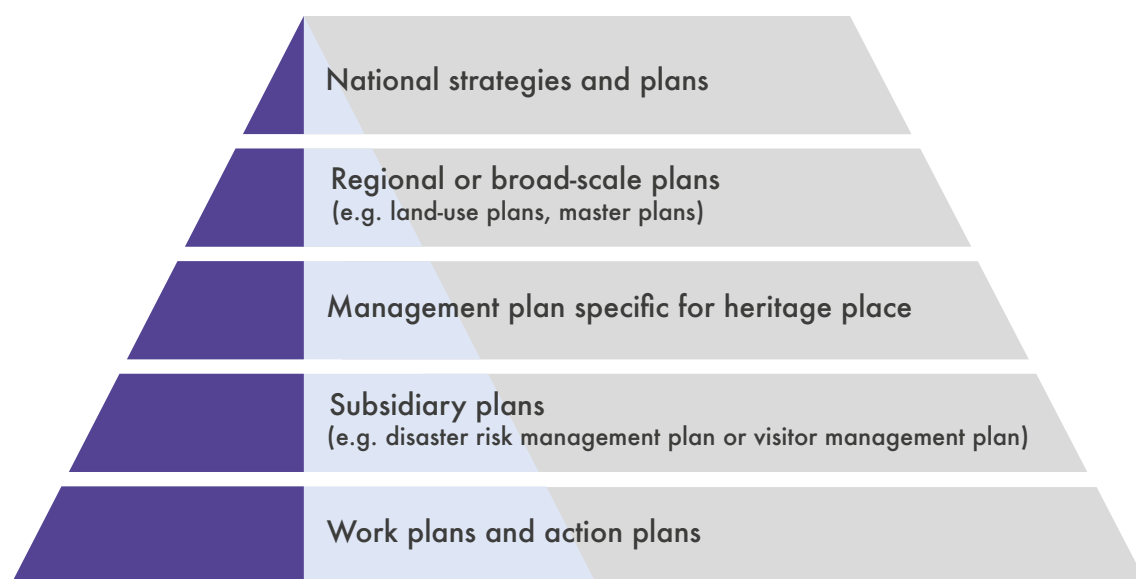 National strategies and plans
Regional or broad-scale plans
(e.g. land-use plans, master plans)
Management plan specific for heritage place
Subsidiary plans
(e.g. disaster risk management plan or visitor management plan)
Work plans and action plans